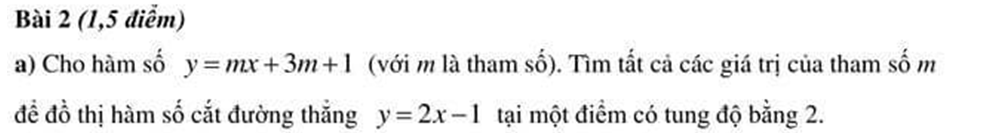 Bài 2 (1,5 điểm)
a) Cho hàm số y = mx + 3m + 1 (với m là tham số). Tìm tất cả các giá trị của tham số m
để đồ thị hàm số cắt đường thẳng y = 2x − 1 tại một điểm có tung độ bằng 2.